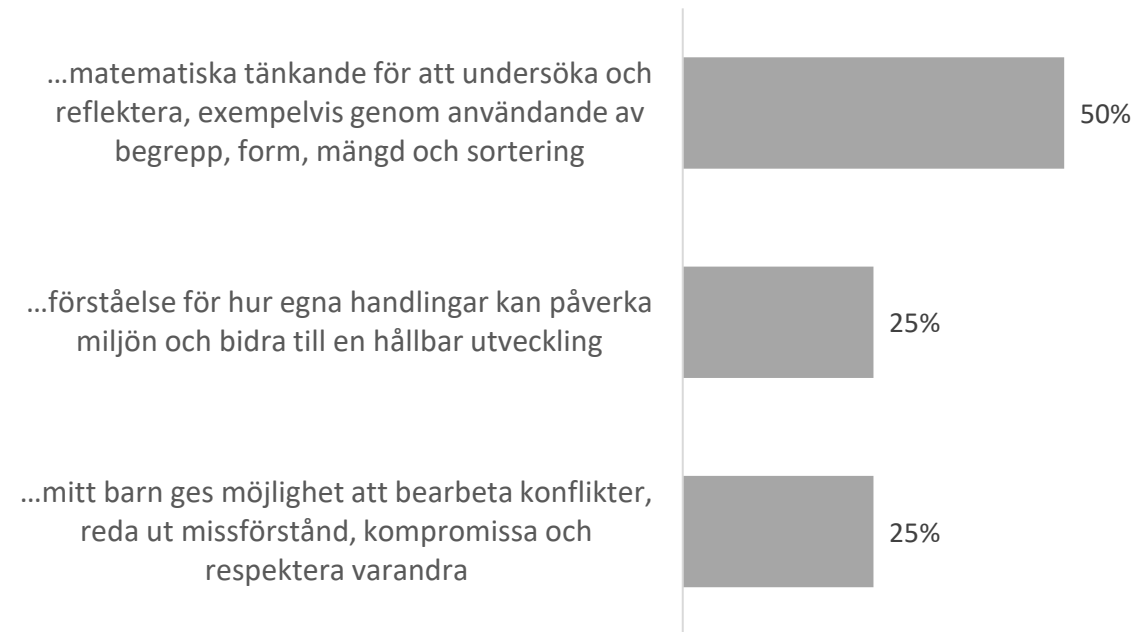 ...matematiska tänkande för att undersöka och
reflektera, exempelvis genom användande av
begrepp, form, mängd och sortering
50%
...förståelse för hur egna handlingar kan påverka
miljön och bidra till en hållbar utveckling
25%
...mitt barn ges möjlighet att bearbeta konflikter,
reda ut missförstånd, kompromissa och
respektera varandra
25%